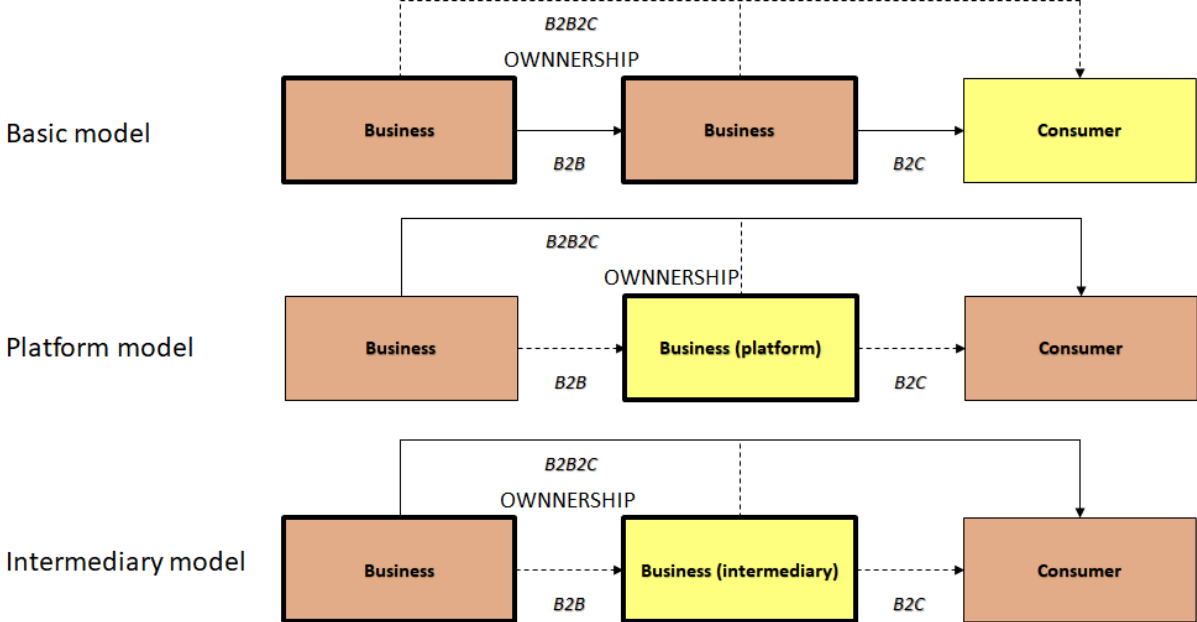 B2B2C
OWNNERSHIP
Basic model
Business
Business
Consumer
B2B
B2C
B2B2C
OWNNERSHIP
Platform model
Business
Business (platform)
Consumer
B2B
B2C
B2B2C
OWNNERSHIP
Intermediary model
Business
Business (intermediary)
Consumer
B2B
B2C